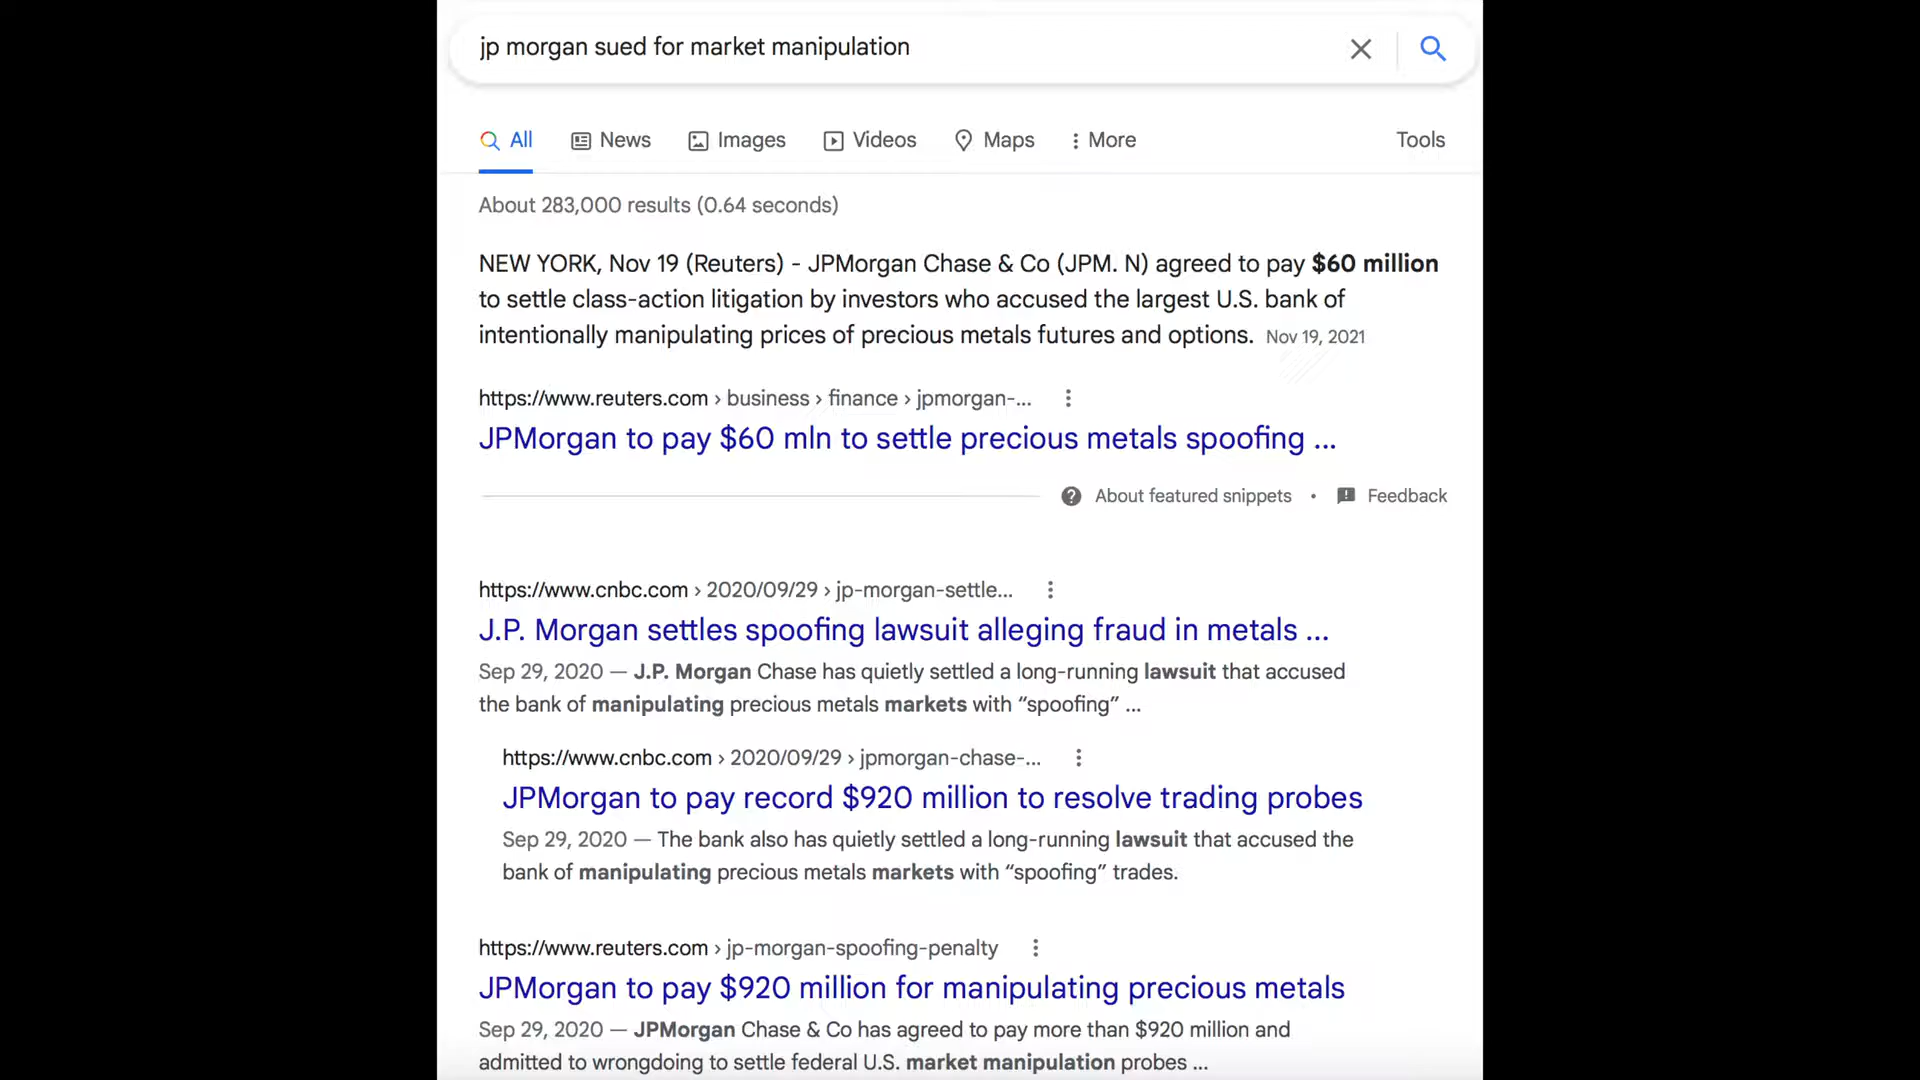 jp morgan sued for market manipulation
All News Images Videos Maps More Tools
About 283,000 results (0.64 seconds)
NEW YORK, Nov 19 (Reuters) - JPMorgan Chase & Co (JPM. N) agreed to pay $60 million
to settle class-action litigation by investors who accused the largest U.S. bank of
intentionally manipulating prices of precious metals futures and options. Nov 19, 2021
https://www.reuters.com › business › finance › jpmorgan-...
JPMorgan to pay $60 mln to settle precious metals spoofing ...
About featured snippets • Feedback
https://www.cnbc.com › 2020/09/29 › jp-morgan-settle...
J.P. Morgan settles spoofing lawsuit alleging fraud in metals ...
Sep 29, 2020 — J.P. Morgan Chase has quietly settled a long-running lawsuit that accused
the bank of manipulating precious metals markets with “spoofing” ...
https://www.cnbc.com › 2020/09/29 › jpmorgan-chase-...
JPMorgan to pay record $920 million to resolve trading probes
Sep 29, 2020 — The bank also has quietly settled a long-running lawsuit that accused the
bank of manipulating precious metals markets with “spoofing” trades.
https://www.reuters.com › jp-morgan-spoofing-penalty
JPMorgan to pay $920 million for manipulating precious metals
Sep 29, 2020 — JPMorgan Chase & Co has agreed to pay more than $920 million and
admitted to wrongdoing to settle federal U.S. market manipulation probes ...